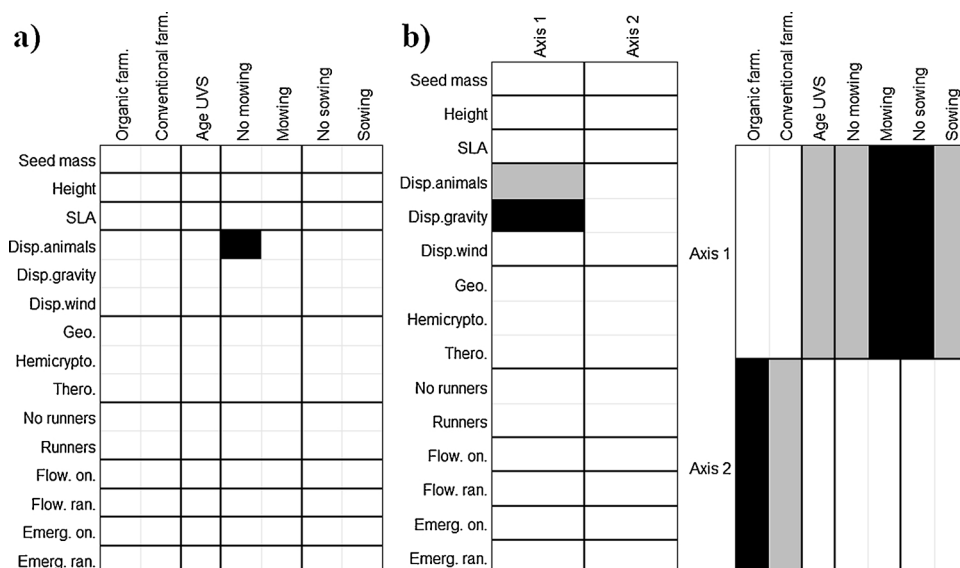 a)
Organic farm.
Conventional farm.
Age UVS
No mowing
Mowing
No sowing
Sowing
Seed mass
Height
SLA
Disp.animals
Disp.gravity
Disp.wind
Geo.
Hemicrypto.
Thero.
No runners
Runners
Flow. on.
Flow. ran.
Emerg. on.
Emerg. ran.
b)
Axis 1
Axis 2
Seed mass
Height
SLA
Disp.animals
Disp.gravity
Disp.wind
Geo.
Hemicrypto.
Thero.
No runners
Runners
Flow. on.
Flow. ran.
Emerg. on.
Emerg. ran.
Organic farm.
Conventional farm.
Age UVS
No mowing
Mowing
No sowing
Sowing
Axis 1
Axis 2